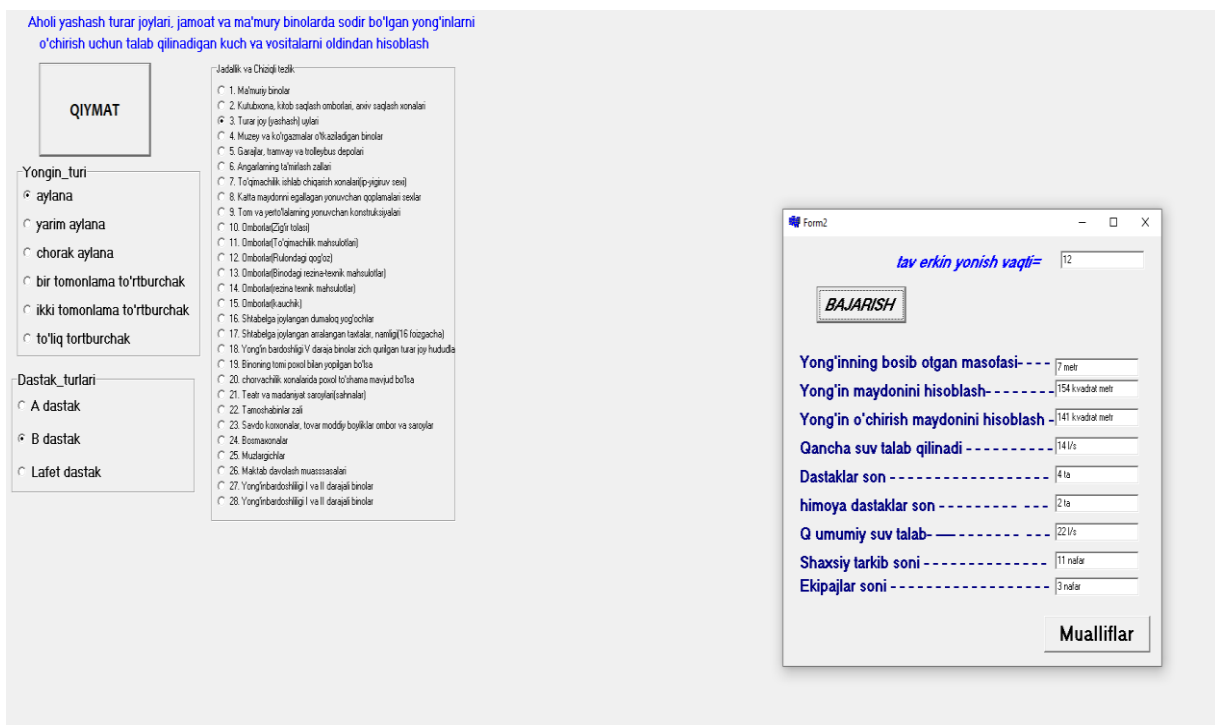 Aholi yashash turar joylari, jamoat va ma'mury binolarda sodir bo'lgan yong'inlarni
o'chirish uchun talab qilinadigan kuch va vositalarni oldindan hisoblash
QIYMAT
Yongin_turi
aylana
yarim aylana
chorak aylana
bir tomonlama to'rtburchak
ikki tomonlama to'rtburchak
to'liq tortburchak
Dastak_turlari
A dastak
B dastak
Lafet dastak
Jadallik va Chiziqli tezlik
1. Ma'muriy binolar
2. Kutubxona, kitob saqlash omborlari, arxiv saqlash xonalari
3. Turar joy (yashash) uylari
4. Muzey va ko'rgazmalar o'tkaziladigan binolar
5. Garajlar, tramvay va trolleybus depolari
6. Angarlarning ta'mirlash zallari
7. To'qimachilik ishlab chiqarish xonalari(ip-yigiruv sexi)
8. Katta maydonni egallagan yonuvchan qoplamalari sexlar
9. Tom va yerto'lalarning yonuvchan konstruksiyalari
10. Omborlar(Zig'ir tolasi)
11. Omborlar(To'qimachilik mahsulotlari)
12. Omborlar(Rulondagi qog'oz)
13. Omborlar(Binodagi rezina-texnik mahsulotlar)
14. Omborlar(rezina texnik mahsulotlar)
15. Omborlar(kauchik)
16. Shtabelga joylangan dumaloq yog'ochlar
17. Shtabelga joylangan arralangan taxtalar, namligi(16 foizgacha)
18. Yong'in bardoshligi V daraja binolar zich qurilgan turar joy hududla
19. Binoning tomi poxol bilan yopilgan bo'lsa
20. chorvachilik xonalarida poxol to'shama mavjud bo'lsa
21. Teatr va madaniyat saroylari(sahnalar)
22. Tamoshabinlar zali
23. Savdo korxonalar, tovar moddiy boyliklar ombor va saroylar
24. Bosmaxonalar
25. Muzlargichlar
26. Maktab davolash muasssasalari
27. Yong'inbardoshliligi I va II darajali binolar
28. Yong'inbardoshliligi I va II darajali binolar
Form2
tav erkin yonish vaqti= 12
BAJARISH
Yong'inning bosib otgan masofasi- - - - 7 metr
Yong'in maydonini hisoblash- - - - - - - - 154 kvadrat metr
Yong'in o'chirish maydonini hisoblash - 141 kvadrat metr
Qancha suv talab qilinadi - - - - - - - - - - 14 l/s
Dastaklar son - - - - - - - - - - - - - - - - - - 4 ta
himoya dastaklar son - - - - - - - - - - - - 2 ta
Q umumiy suv talab- —- - - - - - - - - - - 22 l/s
Shaxsiy tarkib soni - - - - - - - - - - - - - - 11 nafar
Ekipajlar soni - - - - - - - - - - - - - - - - - - 3 nafar
Mualliflar